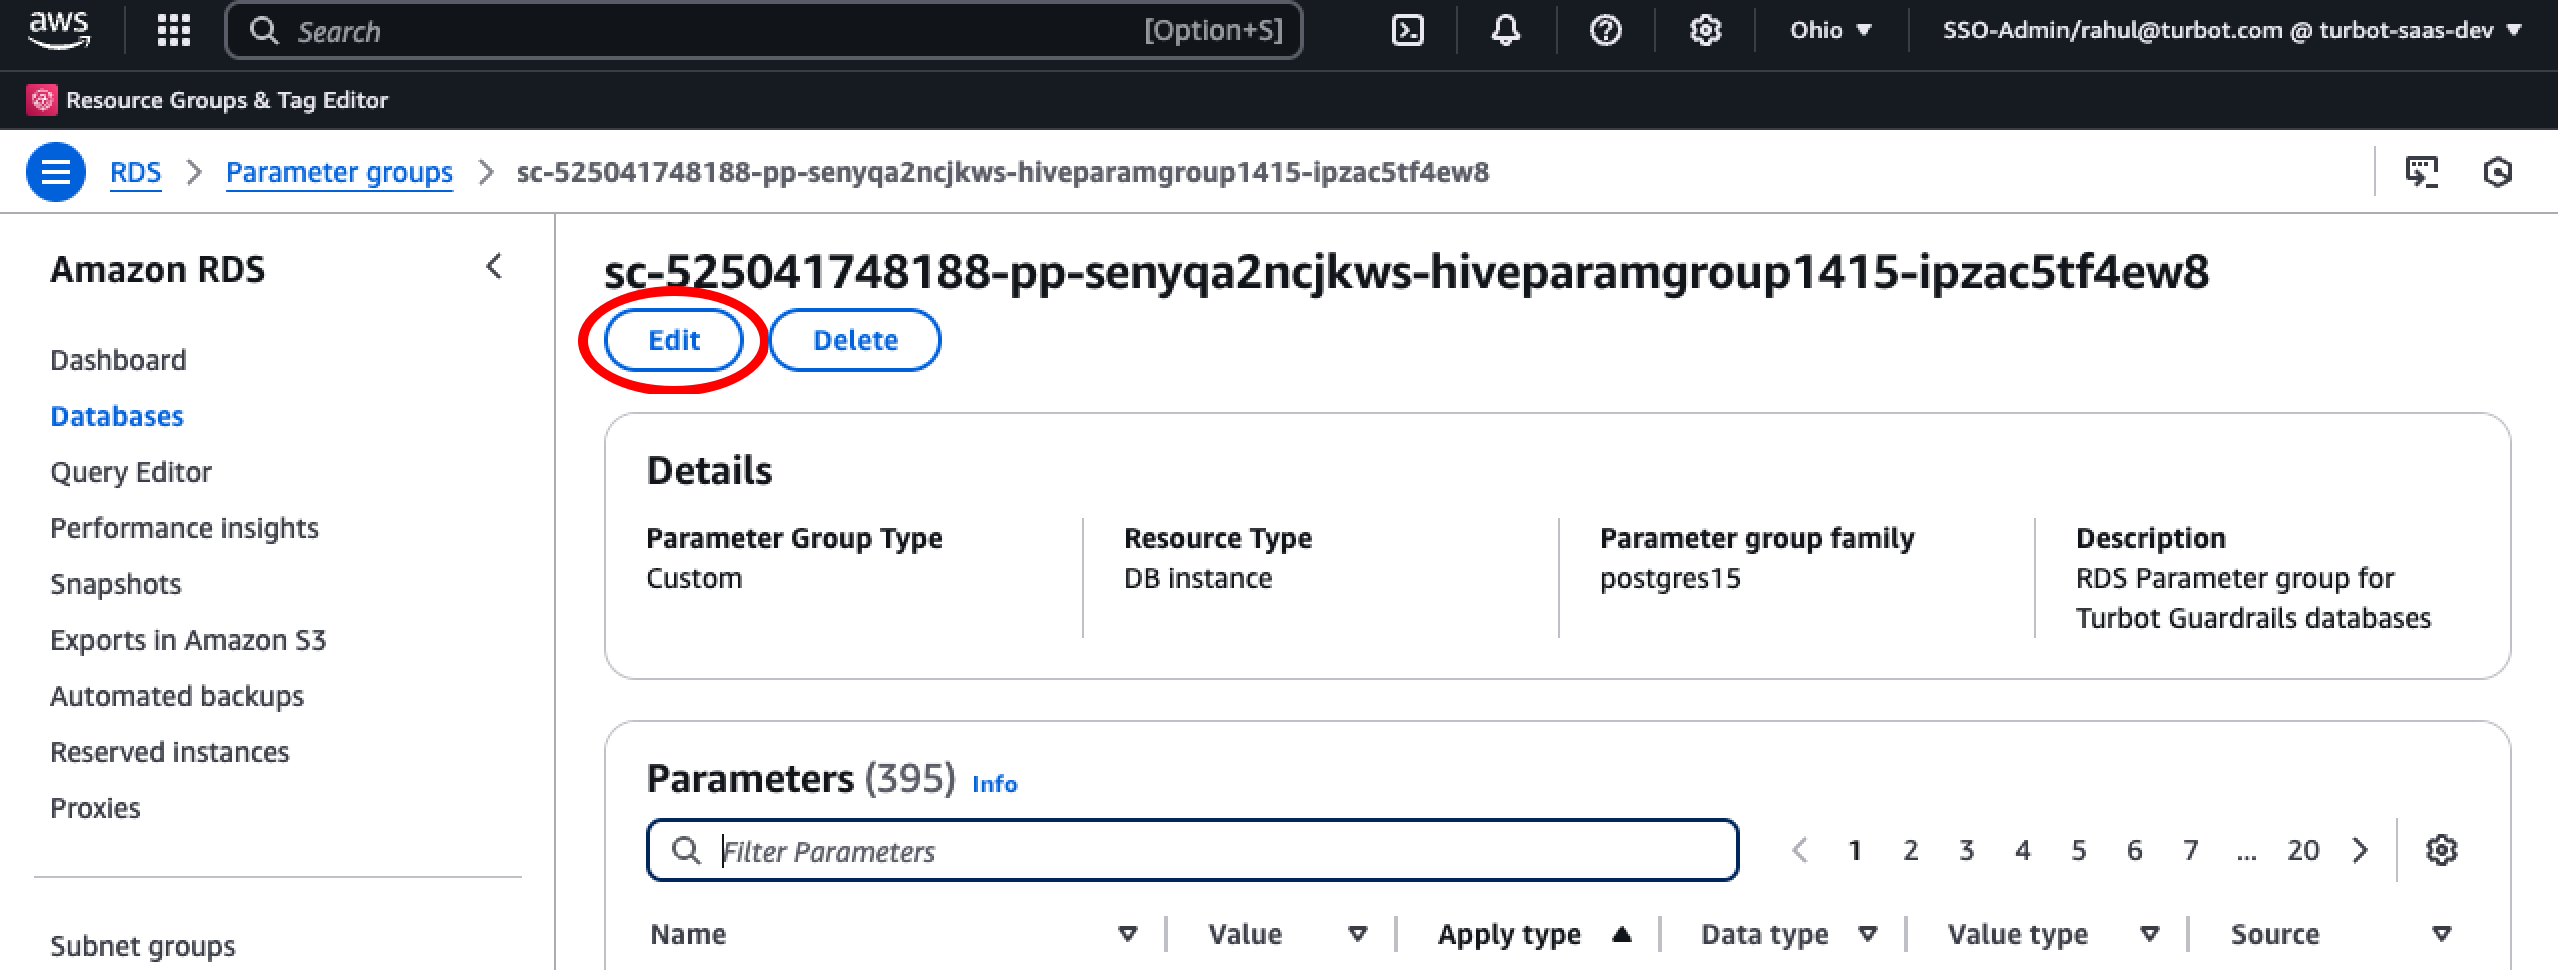 aws
Search [Option+S] Ohio SSO-Admin/rahul@turbot.com @ turbot-saas-dev
Resource Groups & Tag Editor
RDS Parameter groups sc-525041748188-pp-senyqa2ncjkws-hiveparamgroup1415-ipzac5tf4ew8
Amazon RDS
Dashboard
Databases
Query Editor
Performance insights
Snapshots
Exports in Amazon S3
Automated backups
Reserved instances
Proxies
Subnet groups
sc-525041748188-pp-senyqa2ncjkws-hiveparamgroup1415-ipzac5tf4ew8
Edit Delete
Details
Parameter Group Type
Custom
Resource Type
DB instance
Parameter group family
postgres15
Description
RDS Parameter group for
Turbot Guardrails databases
Parameters (395) Info
Filter Parameters 1 2 3 4 5 6 7 ... 20
Name Value Apply type Data type Value type Source